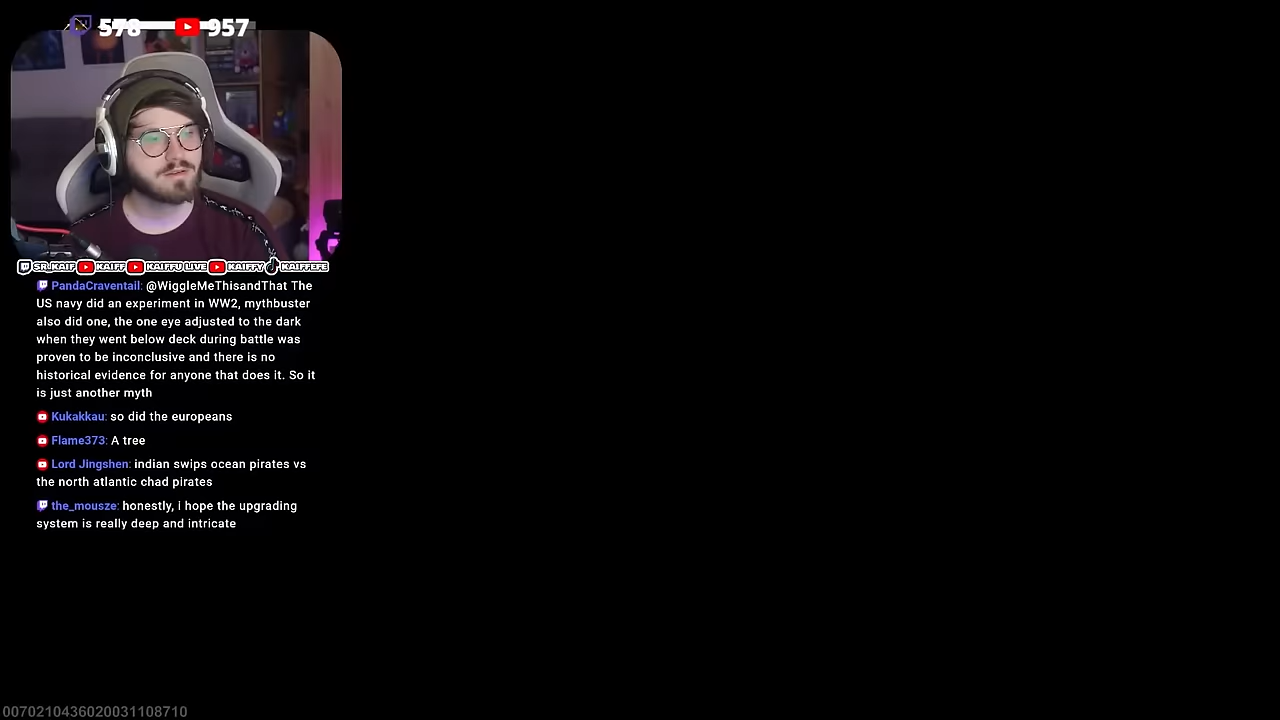 578 957
SR.KAIF KAIFF KAIFFU LIVE KAIFFY KAIFFEFE
PandaCraventail: @WiggleMeThisandThat The
US navy did an experiment in WW2, mythbuster
also did one, the one eye adjusted to the dark
when they went below deck during battle was
proven to be inconclusive and there is no
historical evidence for anyone that does it. So it
is just another myth
Kukakkau: so did the europeans
Flame373: A tree
Lord Jingshen: indian swips ocean pirates vs
the north atlantic chad pirates
the_mousze: honestly, i hope the upgrading
system is really deep and intricate
0070210436020031108710